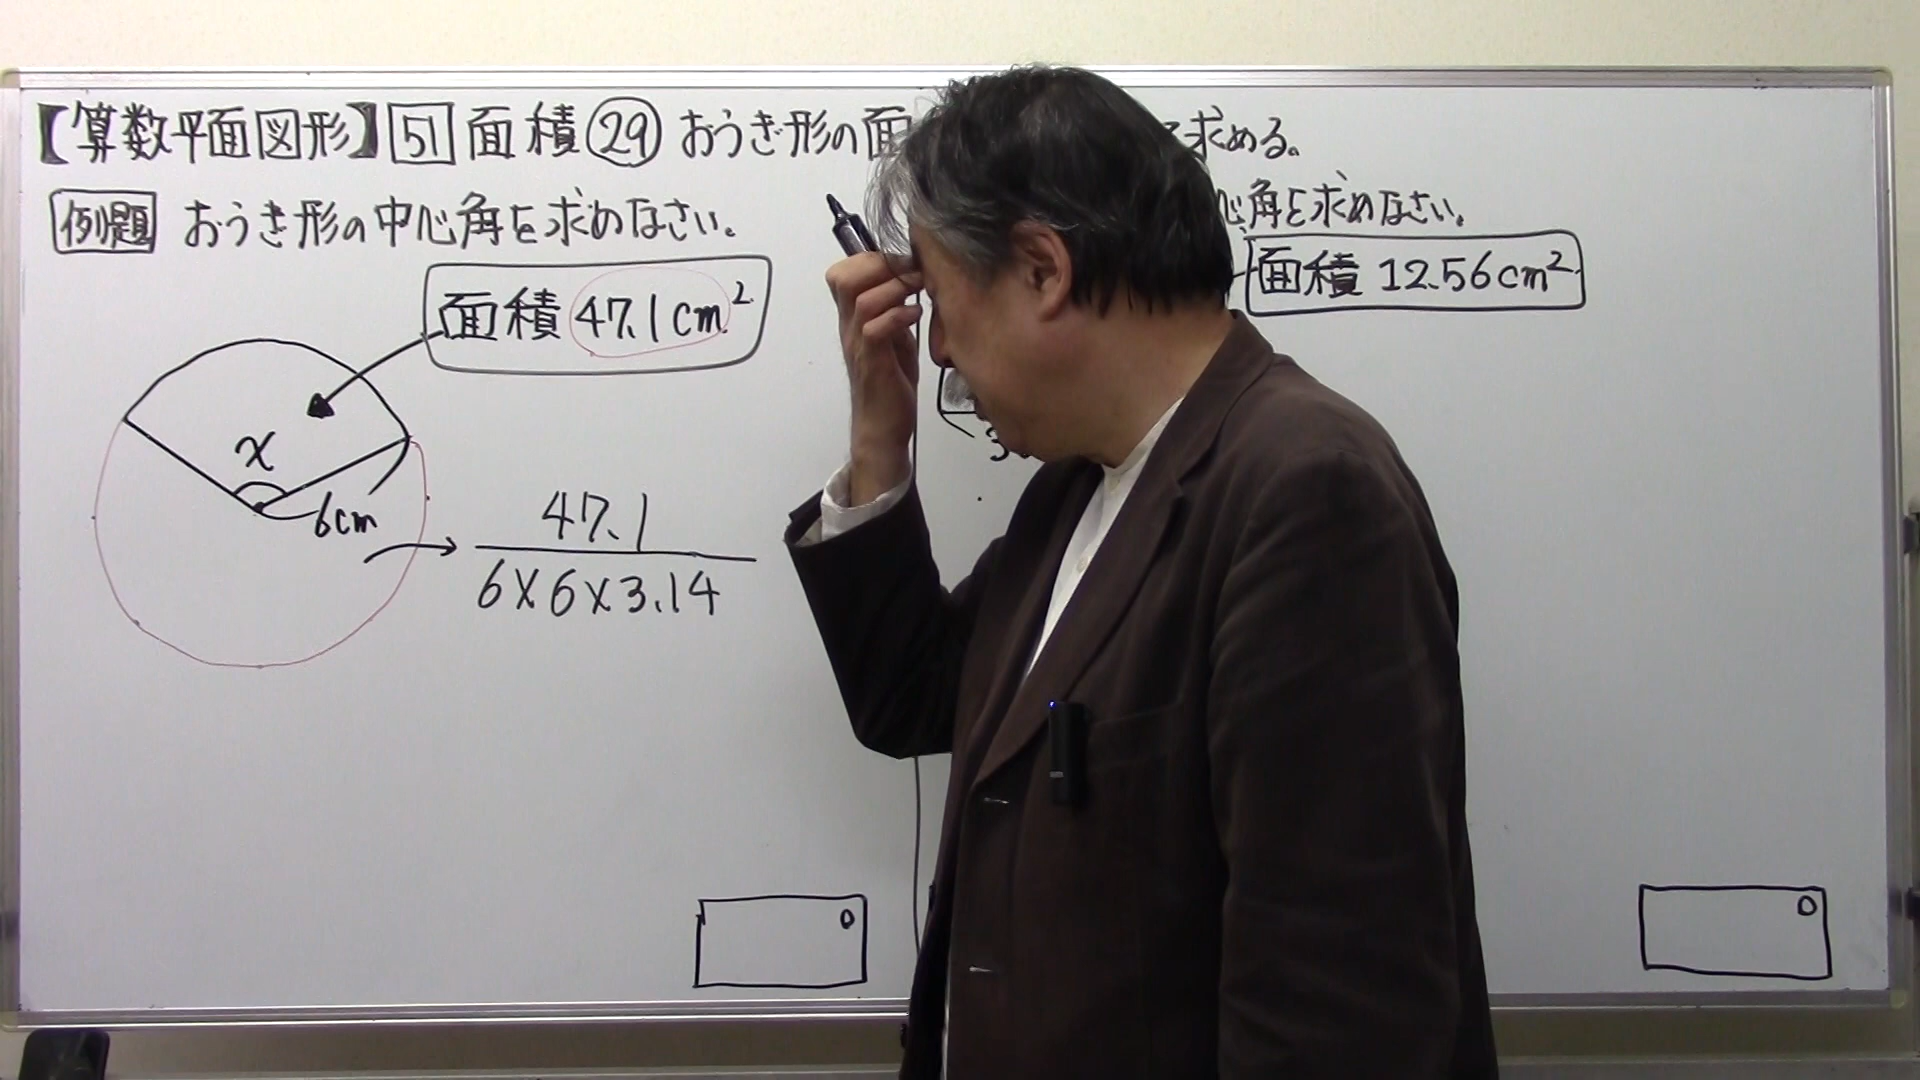 【算数平面図形】51 面積 29 おうぎ形の面 求める。
例題 おうぎ形の中心角を求めなさい。
面積 47.1cm²
x
6cm
47.1
6×6×3.14
心角を求めなさい。
面積 12.56cm²
3